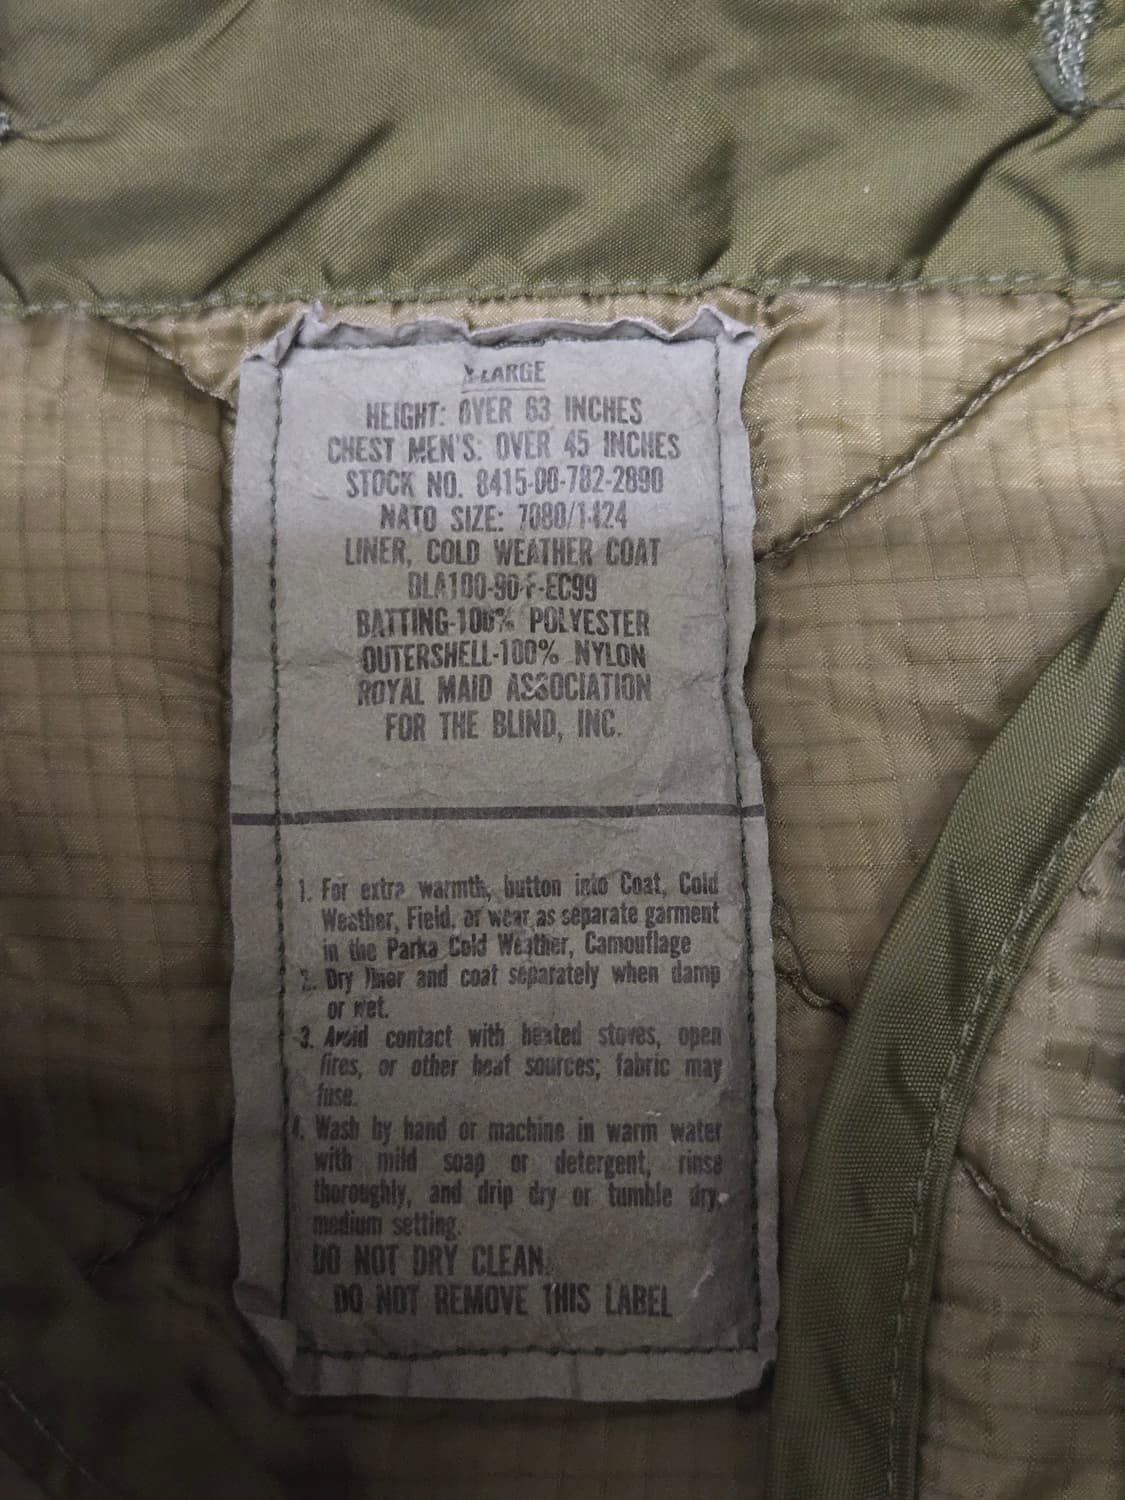 X-LARGE
HEIGHT: OVER 63 INCHES
CHEST MEN'S: OVER 45 INCHES
STOCK NO. 8415-00-782-2890
NATO SIZE: 7080/1424
LINER, COLD WEATHER COAT
DLA100-90-F-EC99
BATTING-100% POLYESTER
OUTERSHELL-100% NYLON
ROYAL MAID ASSOCIATION
FOR THE BLIND, INC.
1. For extra warmth, button into Coat, Cold
Weather, Field, or wear as separate garment
in the Parka Cold Weather, Camouflage
2. Dry liner and coat separately when damp
or wet.
3. Avoid contact with heated stoves, open
fires, or other heat sources; fabric may
fuse.
4. Wash by hand or machine in warm water
with mild soap or detergent, rinse
thoroughly, and drip dry or tumble dry,
medium setting.
DO NOT DRY CLEAN.
DO NOT REMOVE THIS LABEL